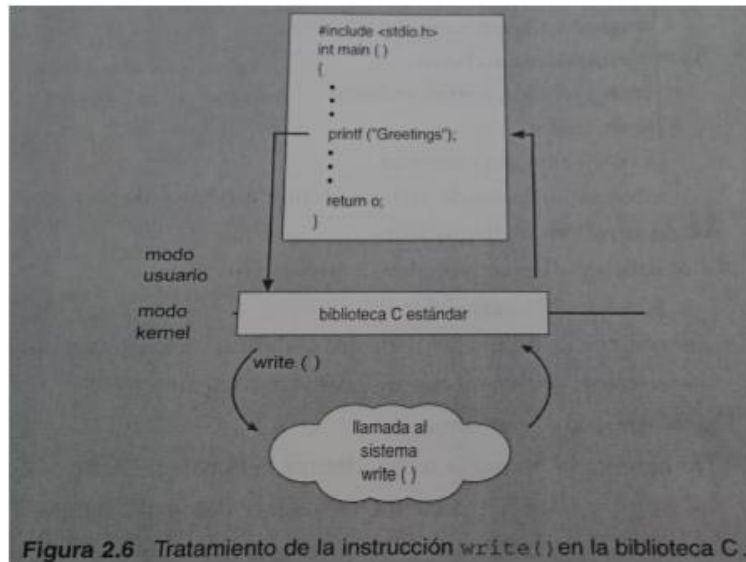 #include <stdio.h>
int main ( )
{
printf ("Greetings");
return o;
}
modo
usuario
modo
kernel
biblioteca C estándar
write ( )
llamada al
sistema
write ( )
Figura 2.6 Tratamiento de la instrucción write() en la biblioteca C.